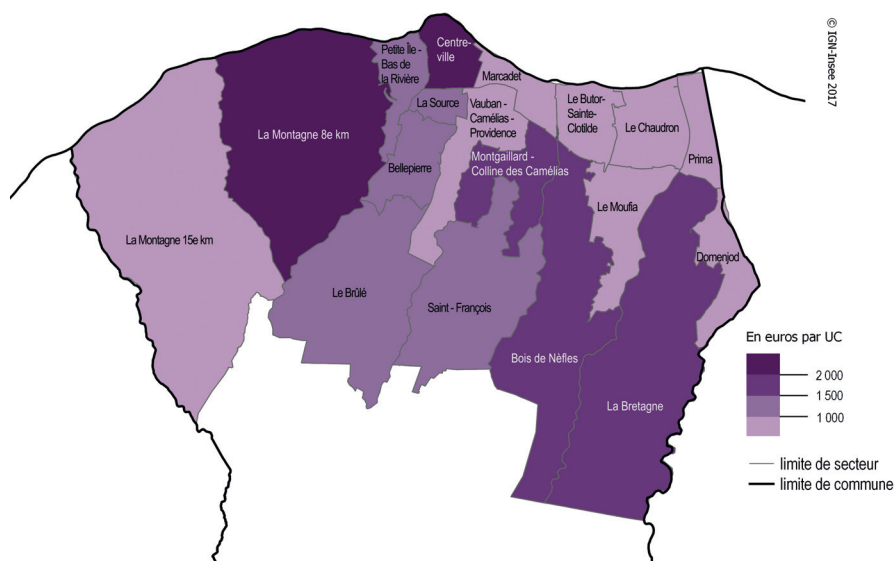 © IGN-Insee 2017
Centre-
ville
Petite Île -
Bas de
la Rivière
Marcadet
La Source
Vauban -
Camélias -
Providence
Le Butor-
Sainte-
Clotilde
Le Chaudron
La Montagne 8e km
Prima
Bellepierre
Montgaillard -
Colline des Camélias
Le Moufia
La Montagne 15e km
Domenjod
Le Brûlé
Saint - François
Bois de Nèfles
La Bretagne
En euros par UC
2 000
1 500
1 000
limite de secteur
limite de commune